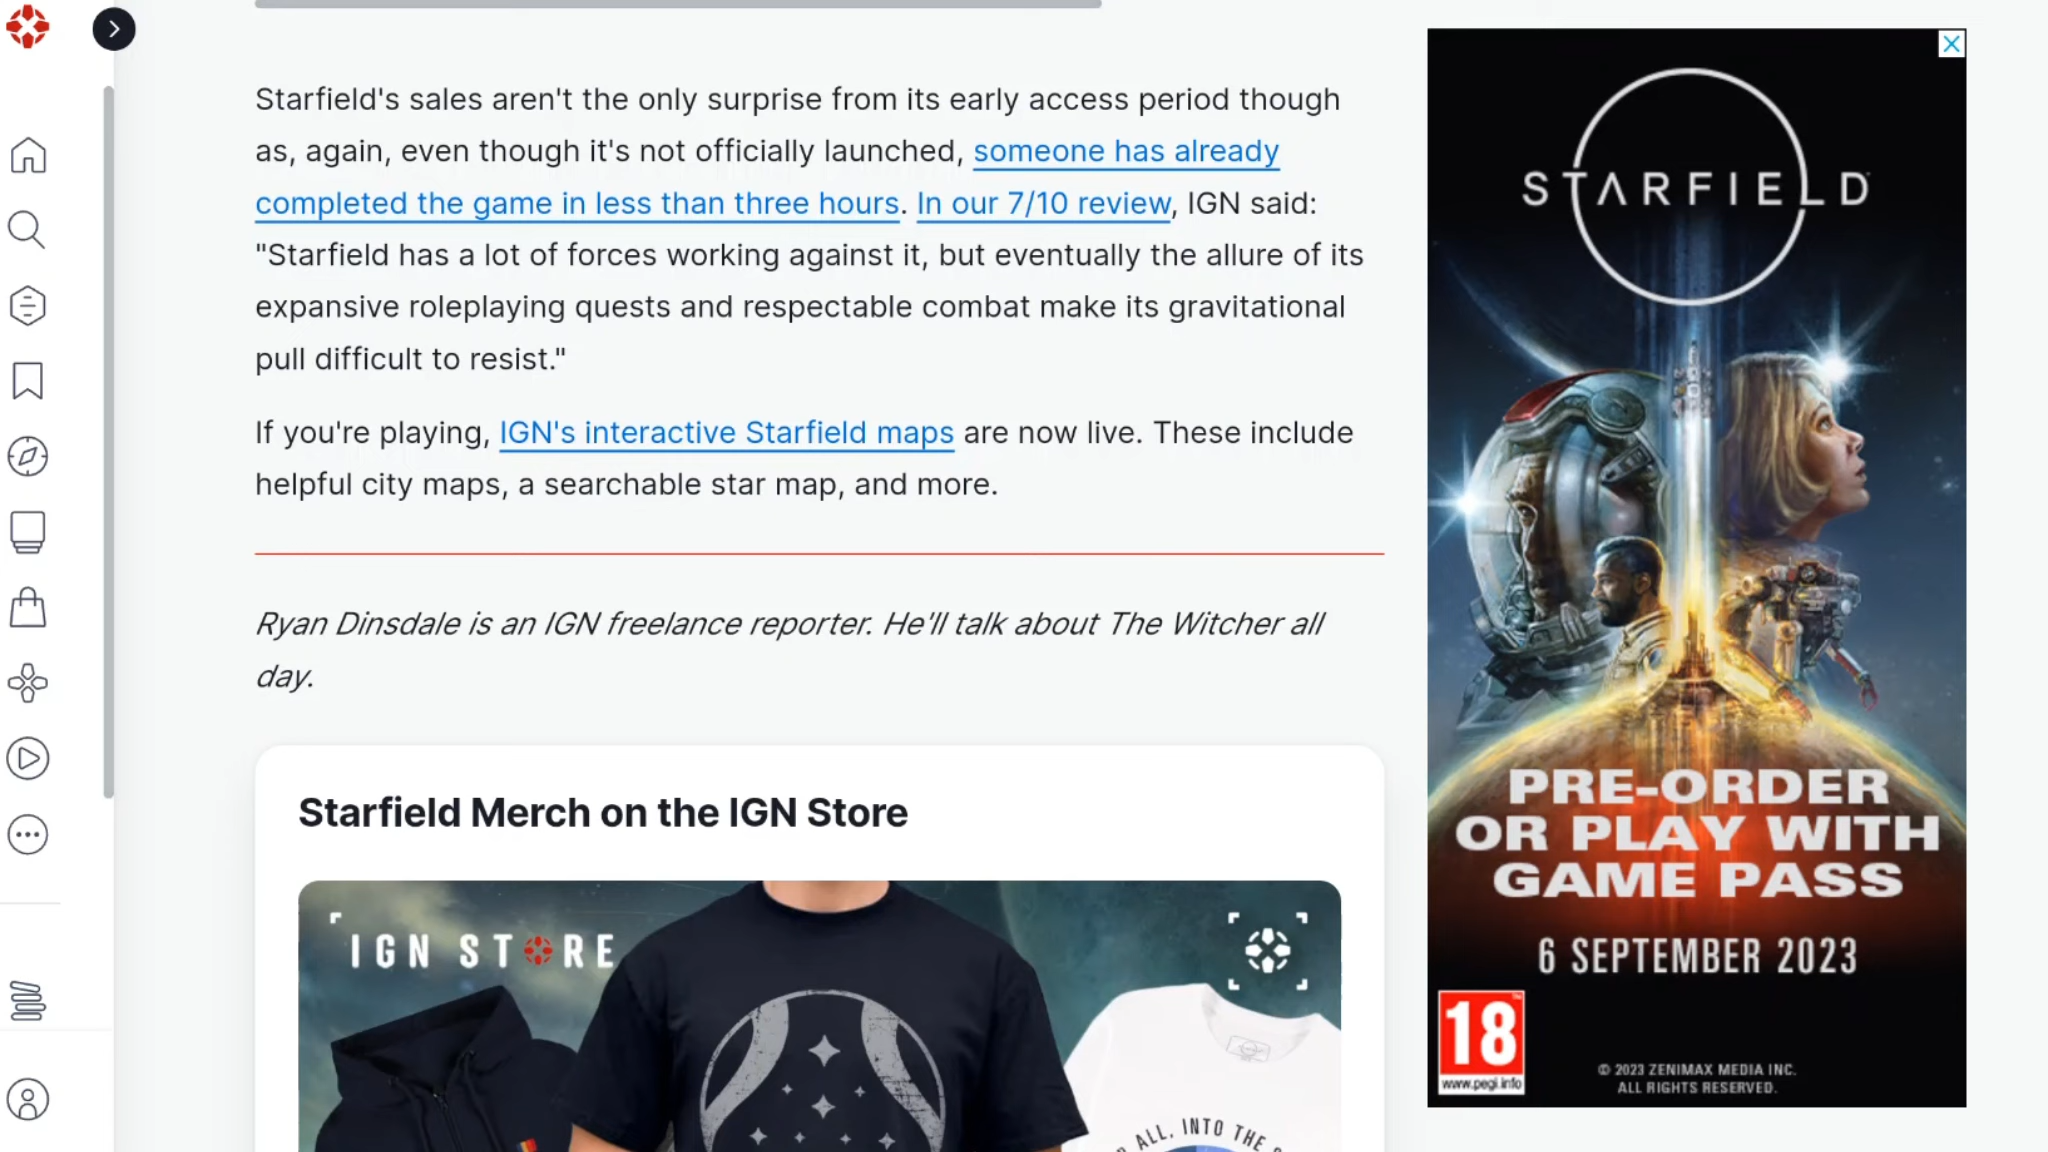 Starfield's sales aren't the only surprise from its early access period though
as, again, even though it's not officially launched, someone has already
completed the game in less than three hours. In our 7/10 review, IGN said:
"Starfield has a lot of forces working against it, but eventually the allure of its
expansive roleplaying quests and respectable combat make its gravitational
pull difficult to resist."
If you're playing, IGN's interactive Starfield maps are now live. These include
helpful city maps, a searchable star map, and more.
Ryan Dinsdale is an IGN freelance reporter. He'll talk about The Witcher all
day.
Starfield Merch on the IGN Store
IGN STORE
ALL, INTO THE
STARFIELD
PRE-ORDER
OR PLAY WITH
GAME PASS
6 SEPTEMBER 2023
18
www.pegi.info
© 2023 ZENIMAX MEDIA INC.
ALL RIGHTS RESERVED.